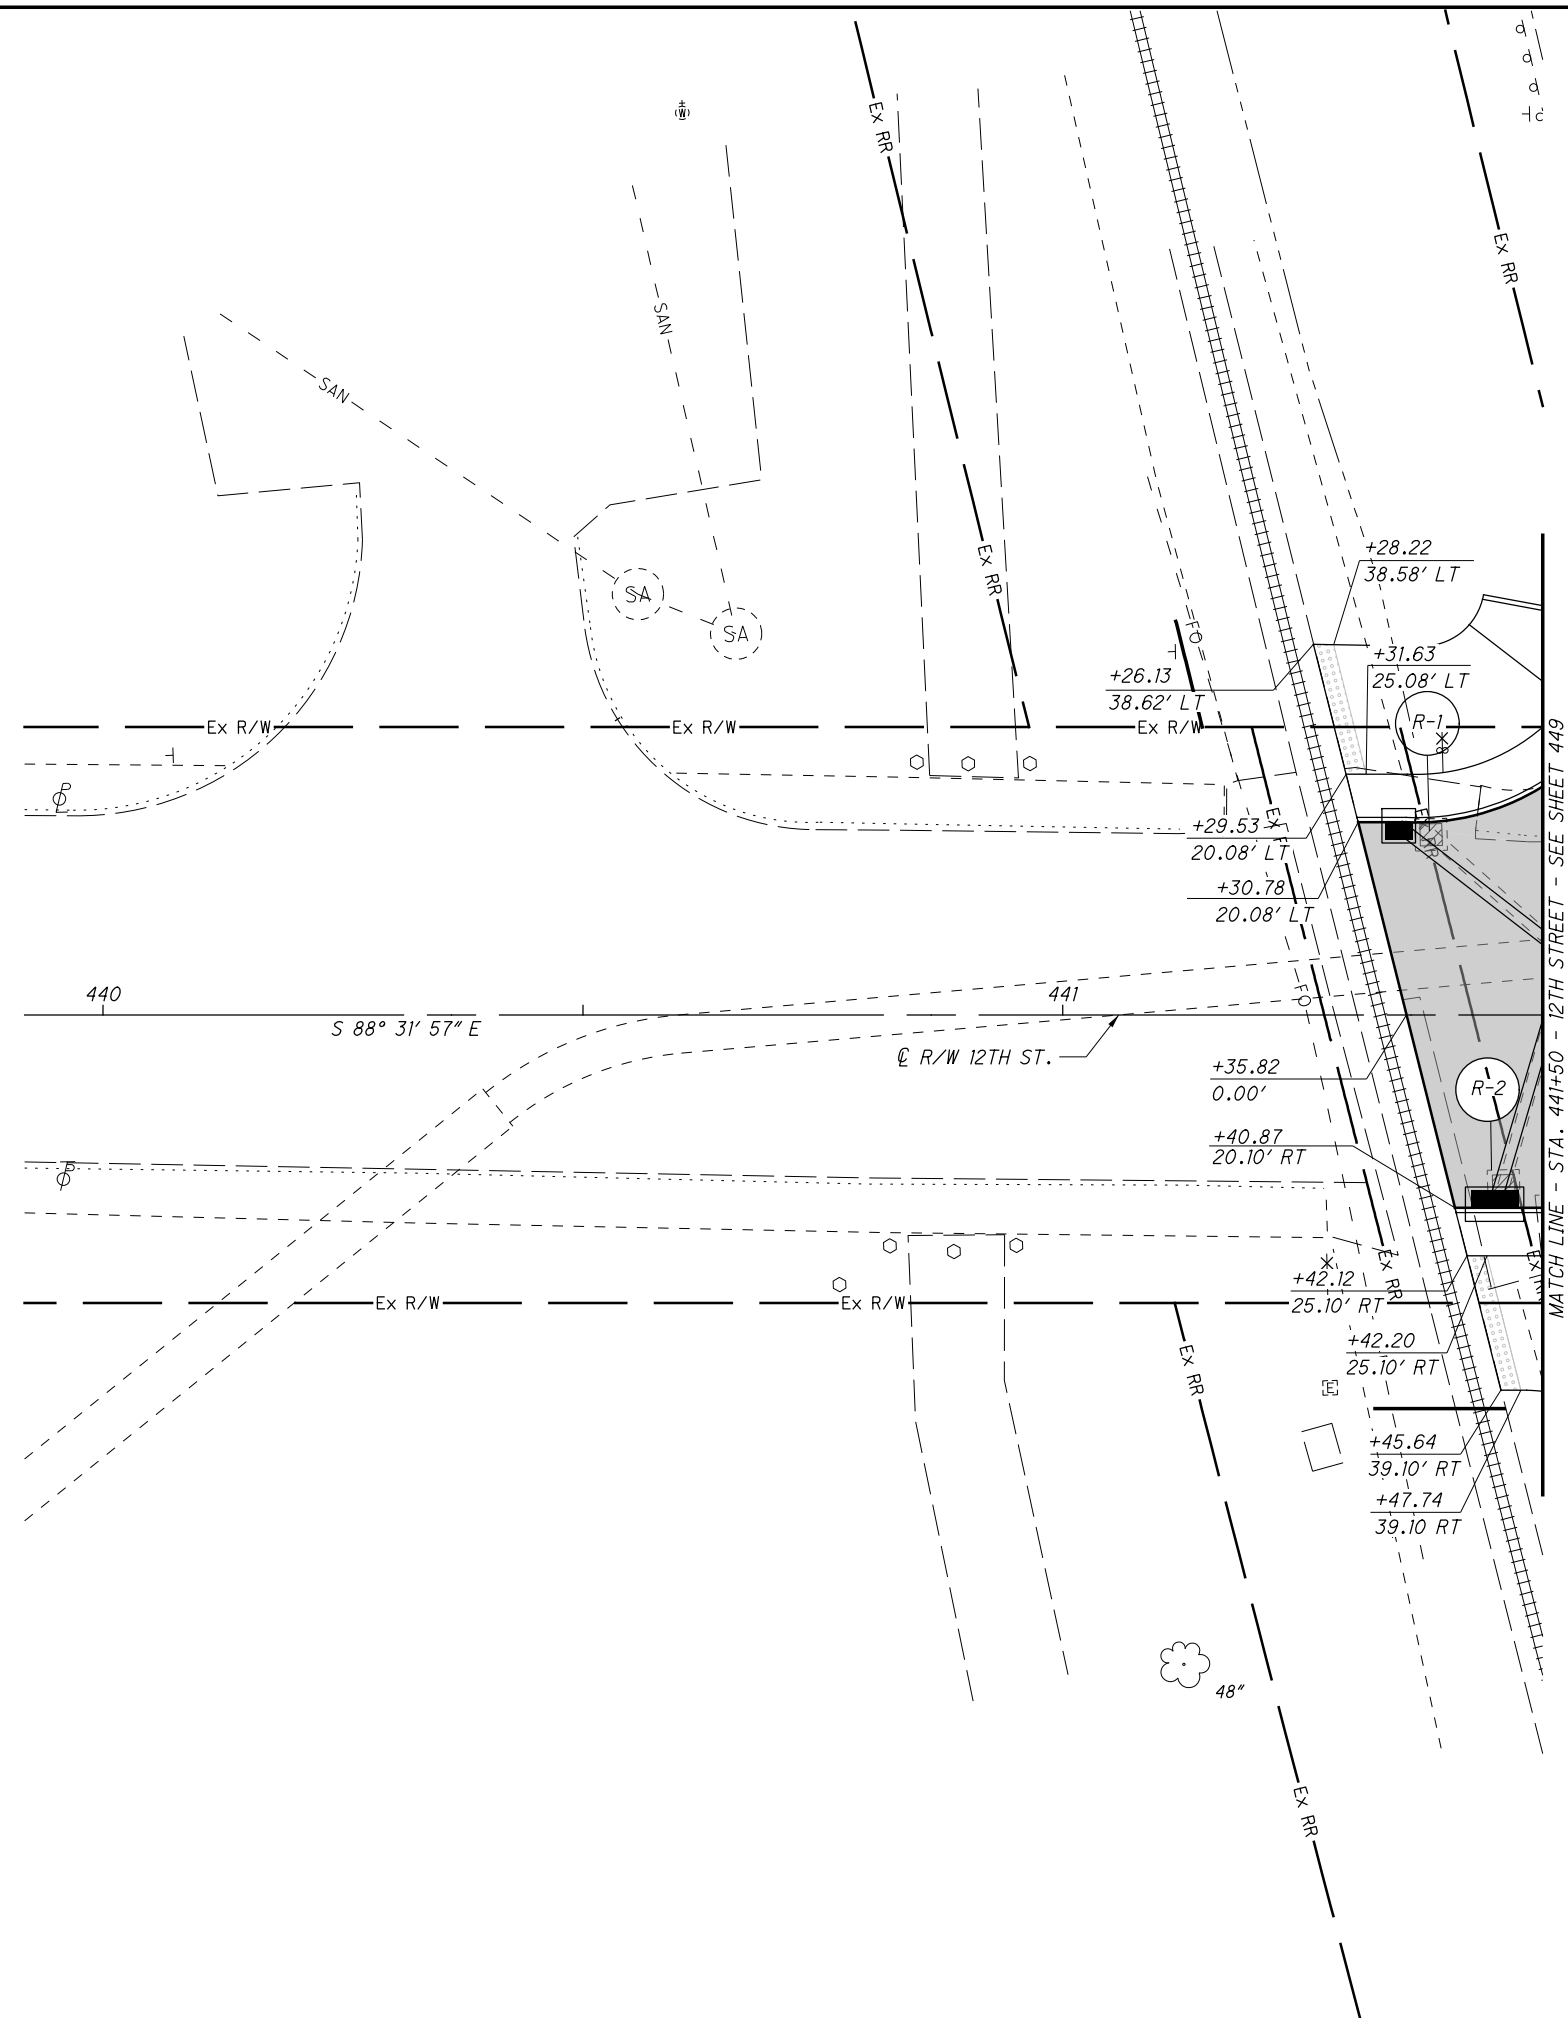 (W)
Ex RR
Ex RR
SAN
SAN
+28.22
38.58' LT
Ex RR
SA
SA
FO
+31.63
25.08' LT
+26.13
38.62' LT
R-1
Ex R/W
Ex R/W
Ex R/W
+29.53
20.08' LT
+30.78
20.08' LT
440
441
S 88° 31' 57" E
FO
℄ R/W 12TH ST.
+35.82
0.00'
R-2
+40.87
20.10' RT
Ex RR
+42.12
25.10' RT
Ex R/W
Ex R/W
+42.20
25.10' RT
Ex RR
E
+45.64
39.10' RT
+47.74
39.10 RT
48"
Ex RR
MATCH LINE - STA. 441+50 - 12TH STREET - SEE SHEET 449